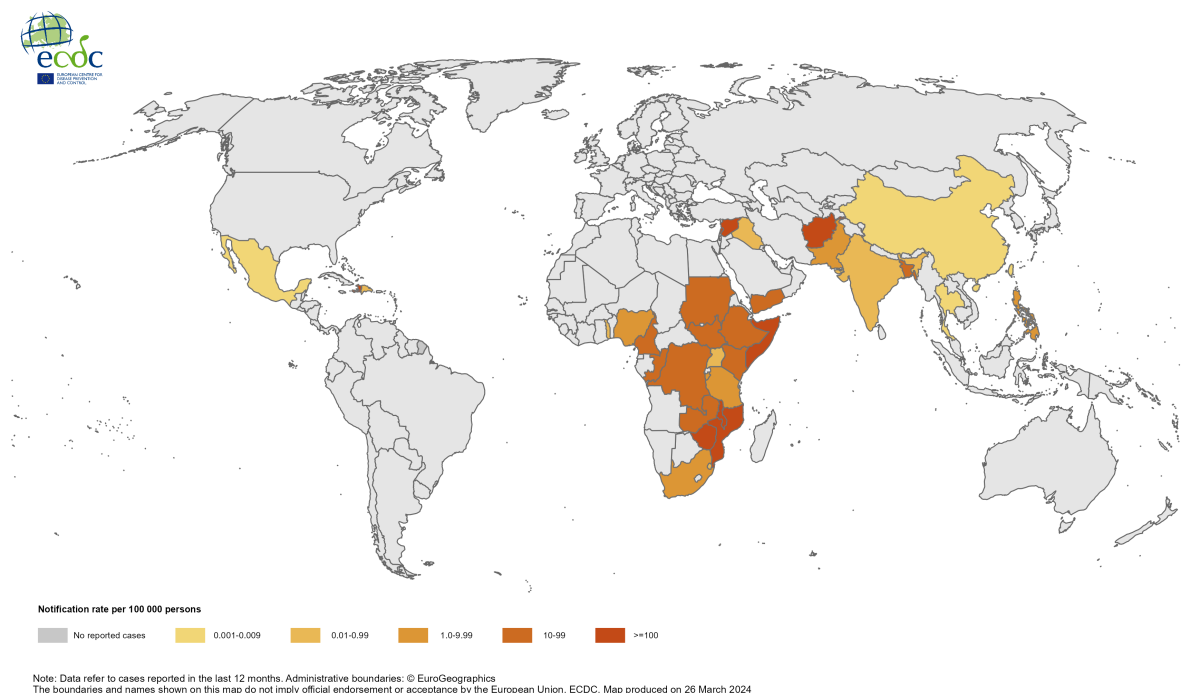 ecdc
EUROPEAN CENTRE FOR
DISEASE PREVENTION
AND CONTROL
Notification rate per 100 000 persons
No reported cases
0.001-0.009
0.01-0.99
1.0-9.99
10-99
>=100
Note: Data refer to cases reported in the last 12 months. Administrative boundaries: © EuroGeographics
The boundaries and names shown on this map do not imply official endorsement or acceptance by the European Union. ECDC. Map produced on 26 March 2024